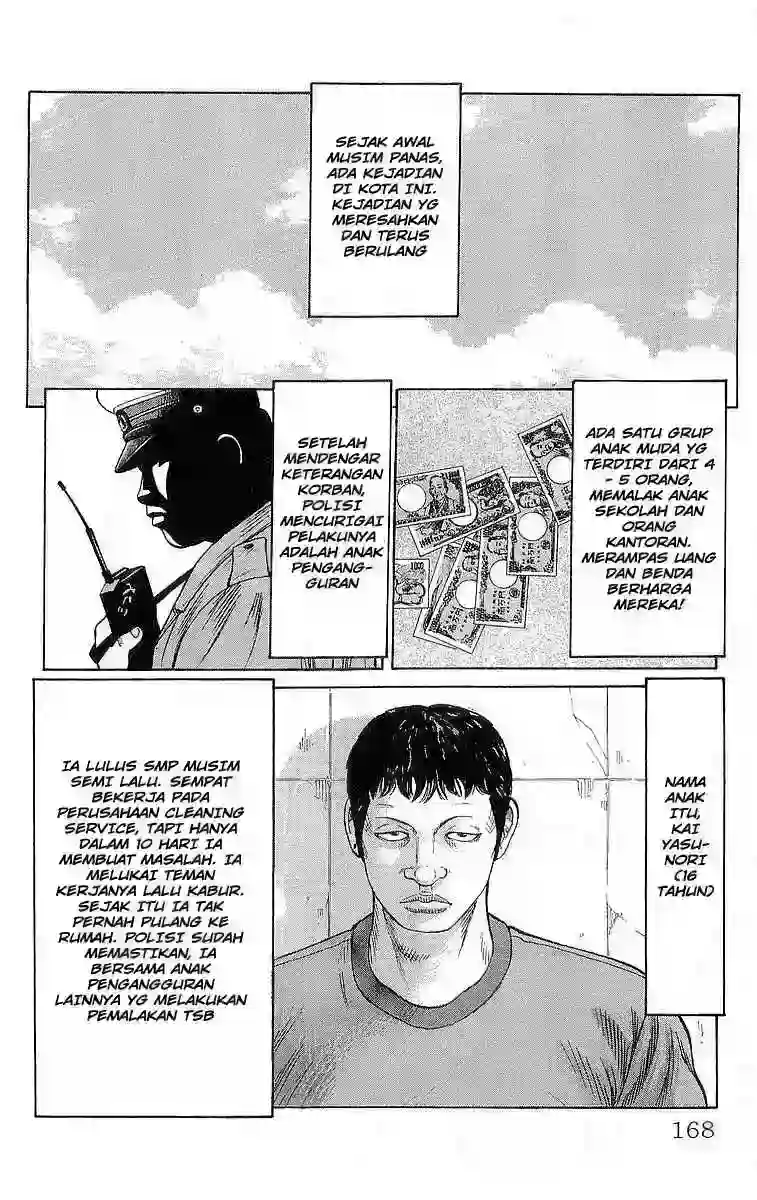 SEJAK AWAL
MUSIM PANAS,
ADA KEJADIAN
DI KOTA INI.
KEJADIAN YG
MERESAHKAN
DAN TERUS
BERULANG
ADA SATU GRUP
ANAK MUDA YG
TERDIRI DARI 4
- 5 ORANG,
MEMALAK ANAK
SEKOLAH DAN
ORANG
KANTORAN.
MERAMPAS UANG
DAN BENDA
BERHARGA
MEREKA!
1000
SETELAH
MENDENGAR
KETERANGAN
KORBAN,
POLISI
MENCURIGAI
PELAKUNYA
ADALAH ANAK
PENGANG-
GURAN
NAMA
ANAK
ITU,
KAI
YASU-
NORI
(16
TAHUN)
IA LULUS SMP MUSIM
SEMI LALU. SEMPAT
BEKERJA PADA
PERUSAHAAN CLEANING
SERVICE, TAPI HANYA
DALAM 10 HARI IA
MEMBUAT MASALAH. IA
MELUKAI TEMAN
KERJANYA LALU KABUR.
SEJAK ITU IA TAK
PERNAH PULANG KE
RUMAH. POLISI SUDAH
MEMASTIKAN, IA
BERSAMA ANAK
PENGANGGURAN
LAINNYA YG MELAKUKAN
PEMALAKAN TSB
168